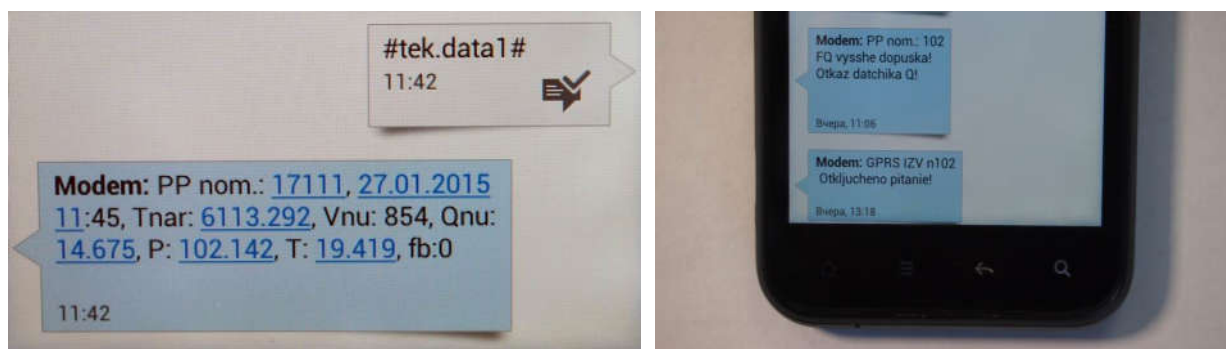 #tek.data1#
11:42
Modem: PP nom.: 17111, 27.01.2015
11:45, Tnar: 6113.292, Vnu: 854, Qnu:
14.675, P: 102.142, T: 19.419, fb:0
11:42
Modem: PP nom.: 102
FQ vysshe dopuska!
Otkaz datchika Q!
Вчера, 11:06
Modem: GPRS IZV n102
Otkljucheno pitanie!
Вчера, 13:18